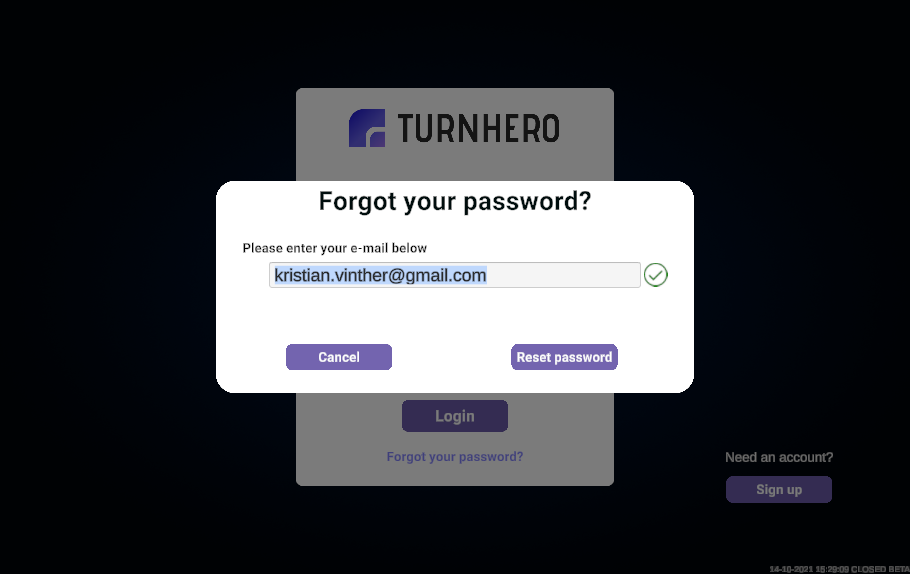 TURNHERO
Forgot your password?
Please enter your e-mail below
kristian.vinther@gmail.com
Cancel
Reset password
Login
Forgot your password?
Need an account?
Sign up
14-10-2021 15:29:09 CLOSED BETA